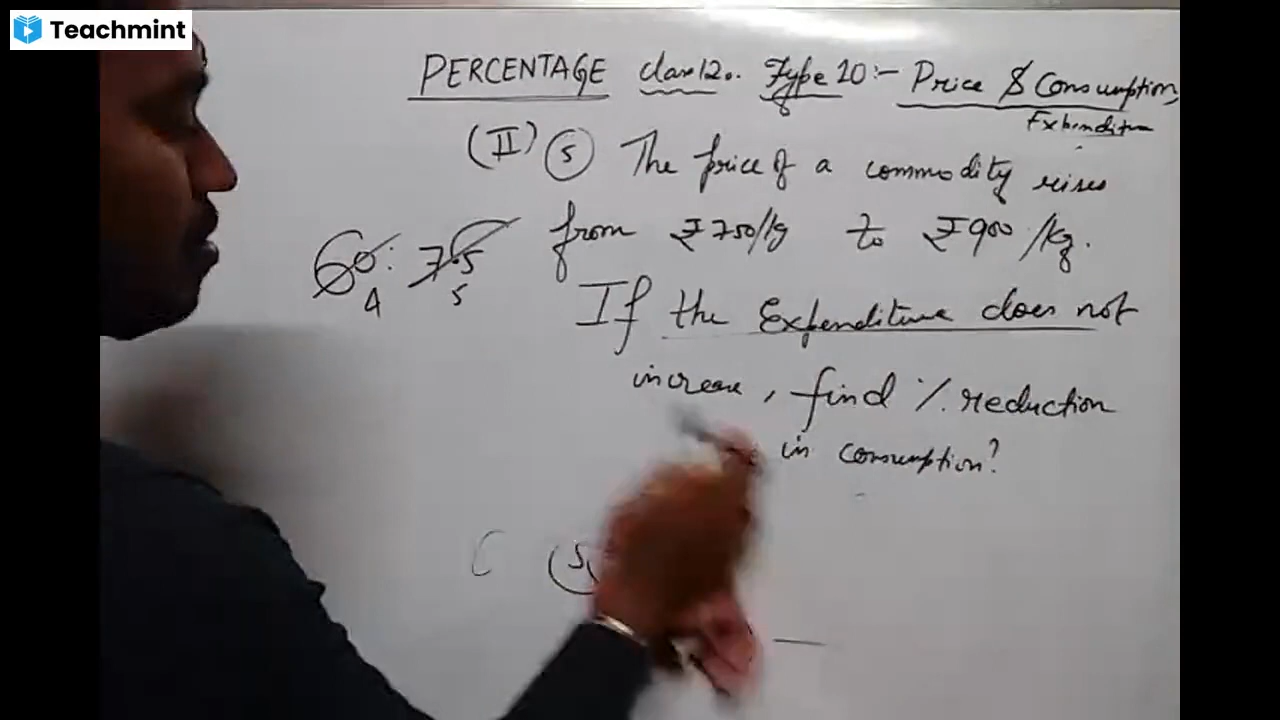 Teachmint
PERCENTAGE Class 12. Type 10:- Price & Consumption,
Expenditure
(II) (5) The price of a commodity rises
from ₹750/kg to ₹900/kg.
60: 75
4 5
If the Expenditure does not
increase, find % reduction
in consumption?
C